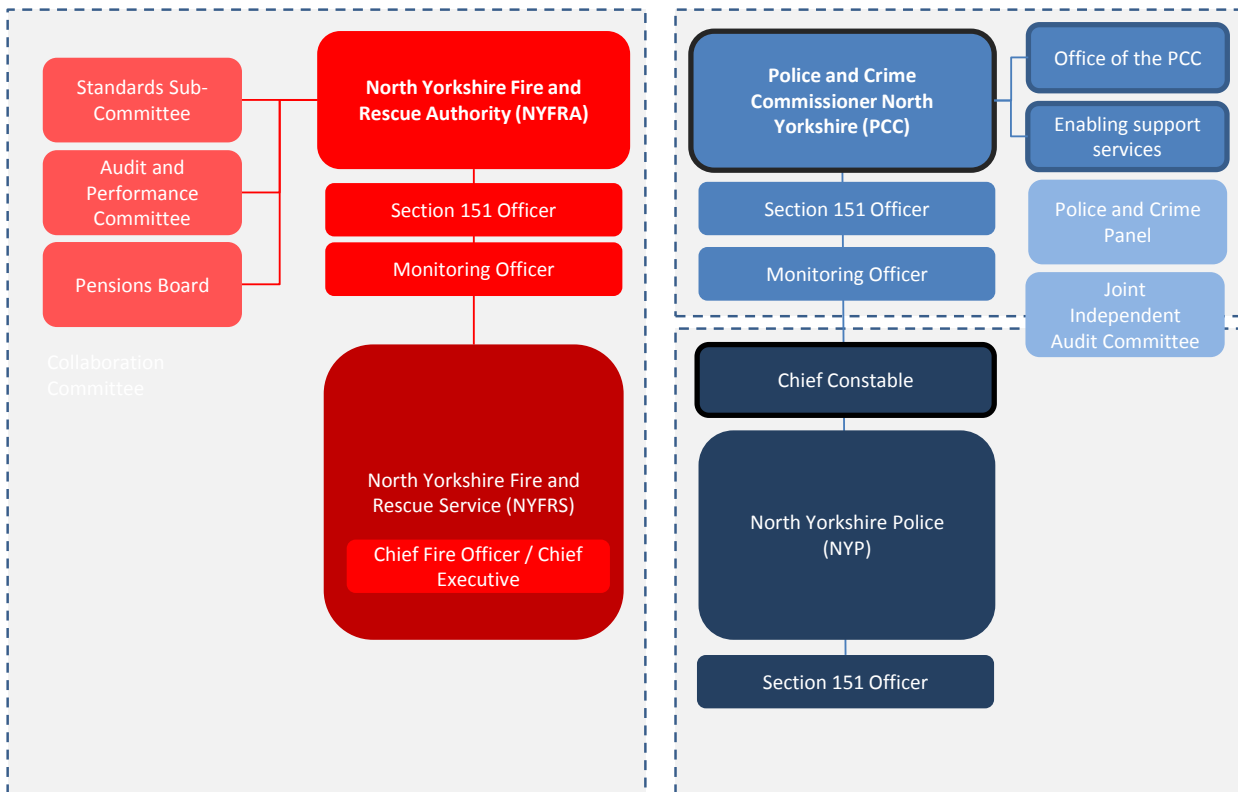 Standards Sub-
Committee
Audit and
Performance
Committee
Pensions Board
Collaboration
Committee
North Yorkshire Fire and
Rescue Authority (NYFRA)
Section 151 Officer
Monitoring Officer
North Yorkshire Fire and
Rescue Service (NYFRS)
Chief Fire Officer / Chief
Executive
Police and Crime
Commissioner North
Yorkshire (PCC)
Section 151 Officer
Monitoring Officer
Office of the PCC
Enabling support
services
Police and Crime
Panel
Joint
Independent
Audit Committee
Chief Constable
North Yorkshire Police
(NYP)
Section 151 Officer